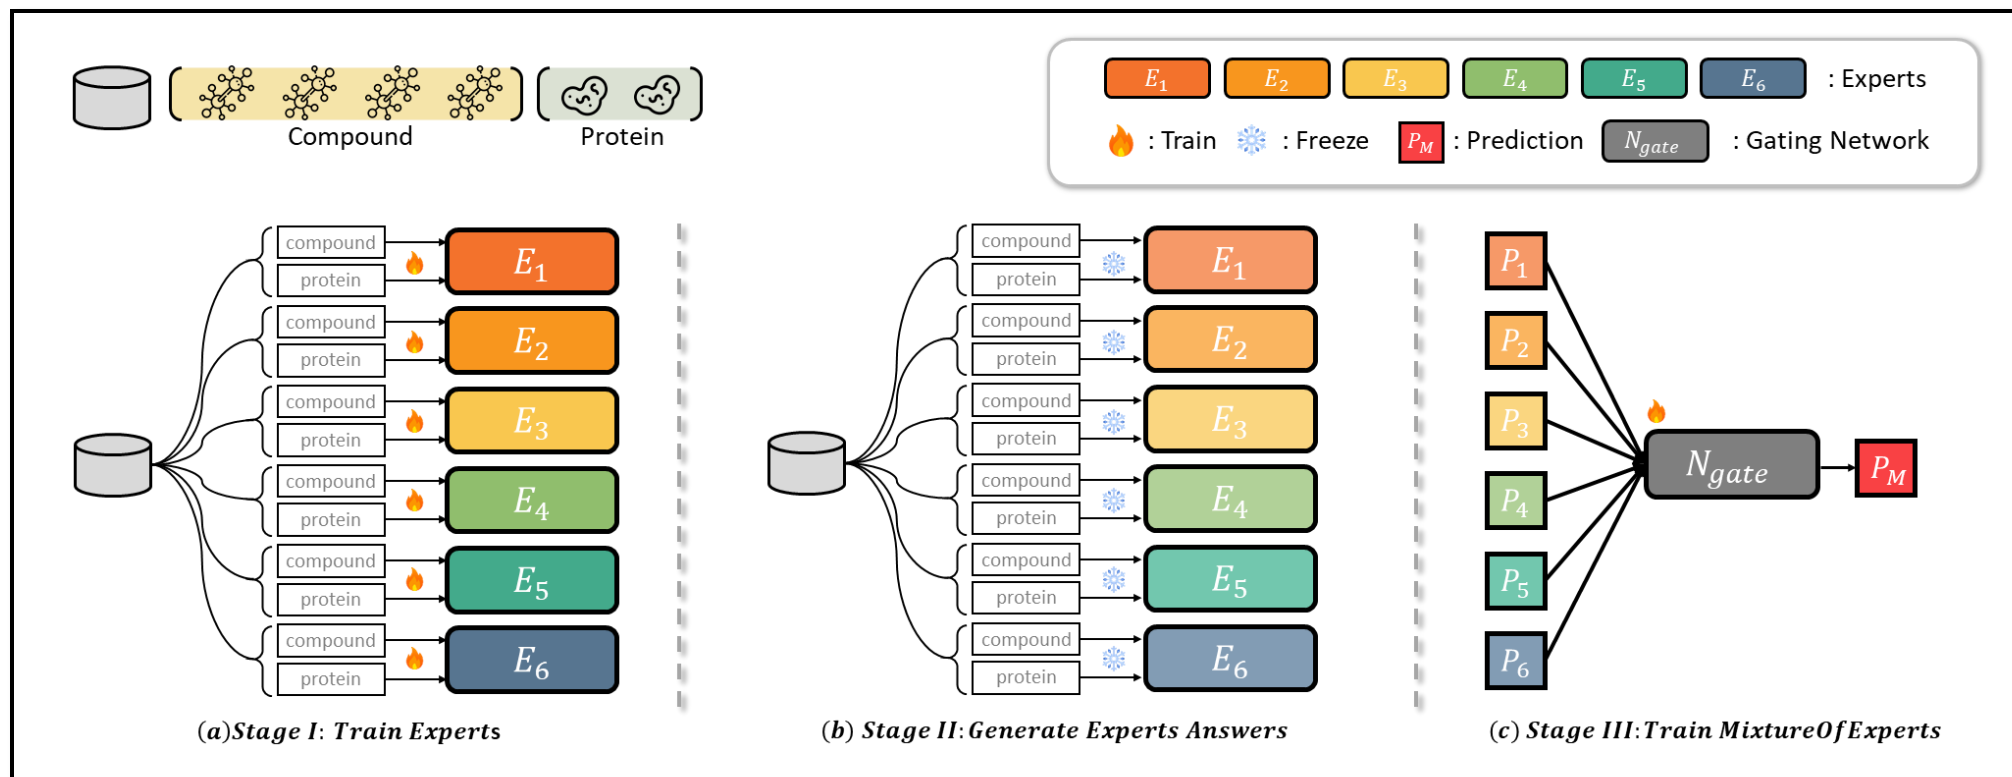 Compound
Protein
E1 E2 E3 E4 E5 E6 : Experts
: Train : Freeze PM : Prediction Ngate : Gating Network
compound
protein
E1
compound
protein
E2
compound
protein
E3
compound
protein
E4
compound
protein
E5
compound
protein
E6
(a)Stage I: Train Experts
compound
protein
E1
compound
protein
E2
compound
protein
E3
compound
protein
E4
compound
protein
E5
compound
protein
E6
(b) Stage II:Generate Experts Answers
P1
P2
P3
P4
P5
P6
Ngate
PM
(c) Stage III:Train MixtureOfExperts